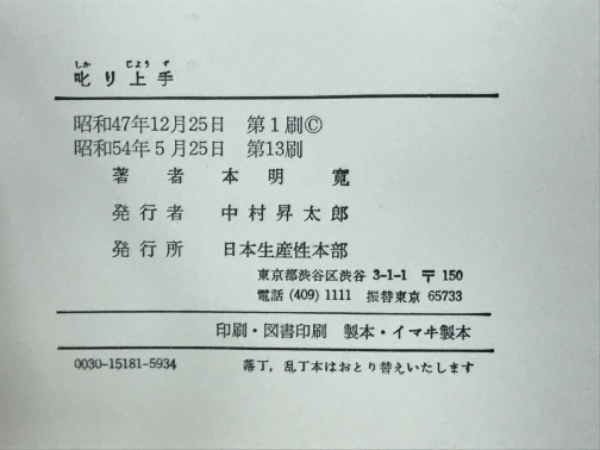 しか じょう ず
叱り上手
昭和47年12月25日 第1刷©
昭和54年5月25日 第13刷
著者 本明寛
発行者 中村昇太郎
発行所 日本生産性本部
東京都渋谷区渋谷 3-1-1 〒150
電話 (409) 1111 振替東京 65733
印刷・図書印刷 製本・イマヰ製本
0030-15181-5934 落丁,乱丁本はおとり替えいたします